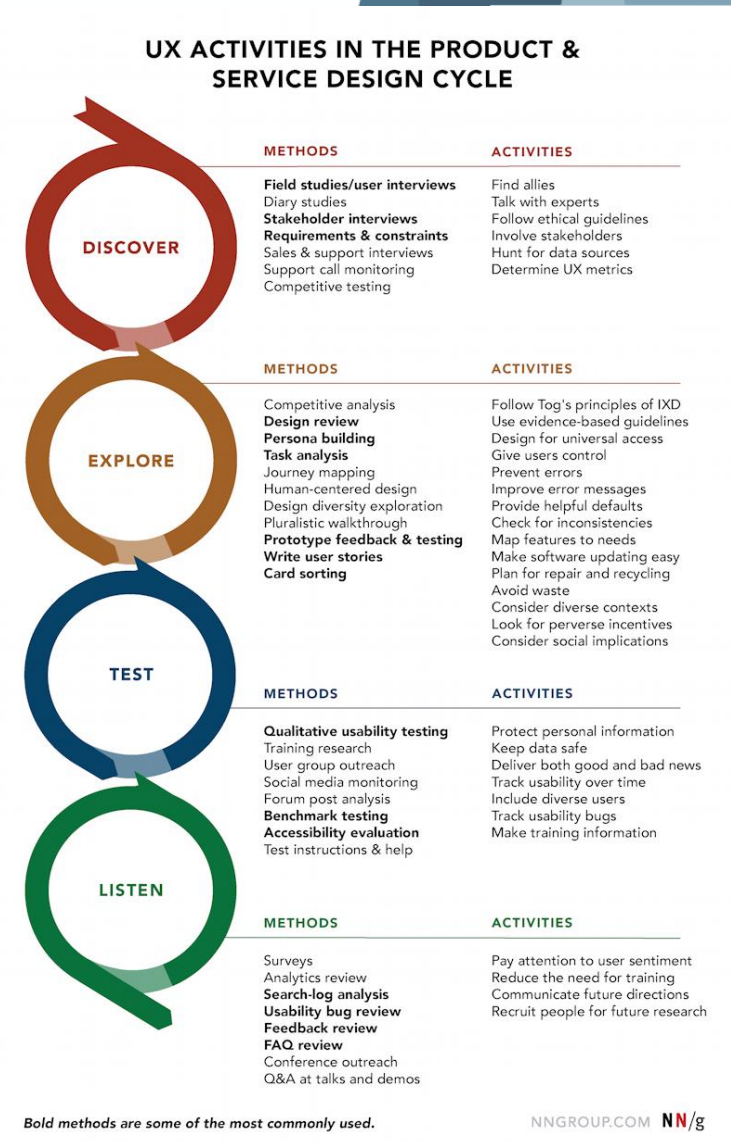 UX ACTIVITIES IN THE PRODUCT &
SERVICE DESIGN CYCLE
DISCOVER
METHODS
Field studies/user interviews
Diary studies
Stakeholder interviews
Requirements & constraints
Sales & support interviews
Support call monitoring
Competitive testing
ACTIVITIES
Find allies
Talk with experts
Follow ethical guidelines
Involve stakeholders
Hunt for data sources
Determine UX metrics
EXPLORE
METHODS
Competitive analysis
Design review
Persona building
Task analysis
Journey mapping
Human-centered design
Design diversity exploration
Pluralistic walkthrough
Prototype feedback & testing
Write user stories
Card sorting
ACTIVITIES
Follow Tog's principles of IXD
Use evidence-based guidelines
Design for universal access
Give users control
Prevent errors
Improve error messages
Provide helpful defaults
Check for inconsistencies
Map features to needs
Make software updating easy
Plan for repair and recycling
Avoid waste
Consider diverse contexts
Look for perverse incentives
Consider social implications
TEST
METHODS
Qualitative usability testing
Training research
User group outreach
Social media monitoring
Forum post analysis
Benchmark testing
Accessibility evaluation
Test instructions & help
ACTIVITIES
Protect personal information
Keep data safe
Deliver both good and bad news
Track usability over time
Include diverse users
Track usability bugs
Make training information
LISTEN
METHODS
Surveys
Analytics review
Search-log analysis
Usability bug review
Feedback review
FAQ review
Conference outreach
Q&A at talks and demos
ACTIVITIES
Pay attention to user sentiment
Reduce the need for training
Communicate future directions
Recruit people for future research
Bold methods are some of the most commonly used.
NNGROUP.COM NN/g